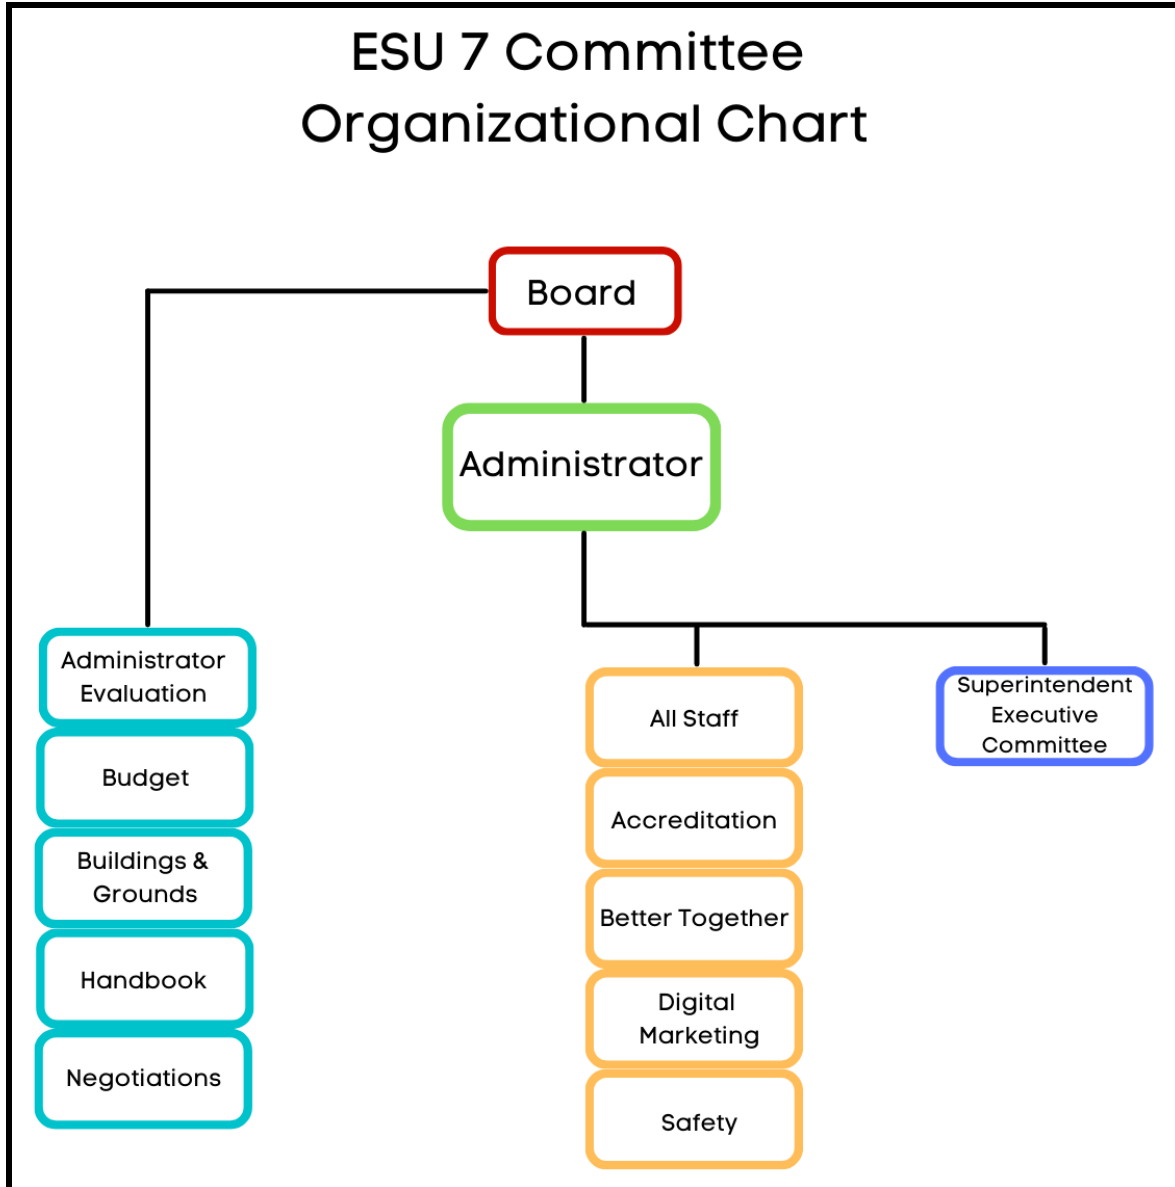 ESU 7 Committee
Organizational Chart
Board
Administrator
Administrator
Evaluation
Budget
Buildings &
Grounds
Handbook
Negotiations
All Staff
Accreditation
Better Together
Digital
Marketing
Safety
Superintendent
Executive
Committee